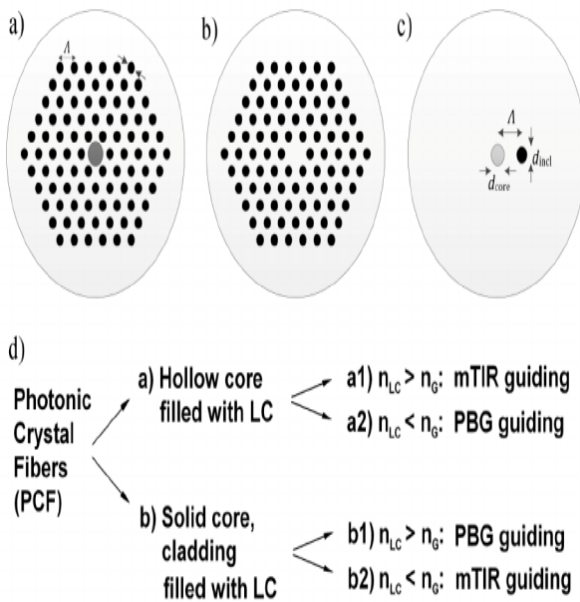 a)
b)
c)
Λ
Λ
d_incl
d_core
d)
Photonic
Crystal
Fibers
(PCF)
a) Hollow core
filled with LC
a1) n_LC > n_G: mTIR guiding
a2) n_LC < n_G: PBG guiding
b) Solid core,
cladding
filled with LC
b1) n_LC > n_G: PBG guiding
b2) n_LC < n_G: mTIR guiding